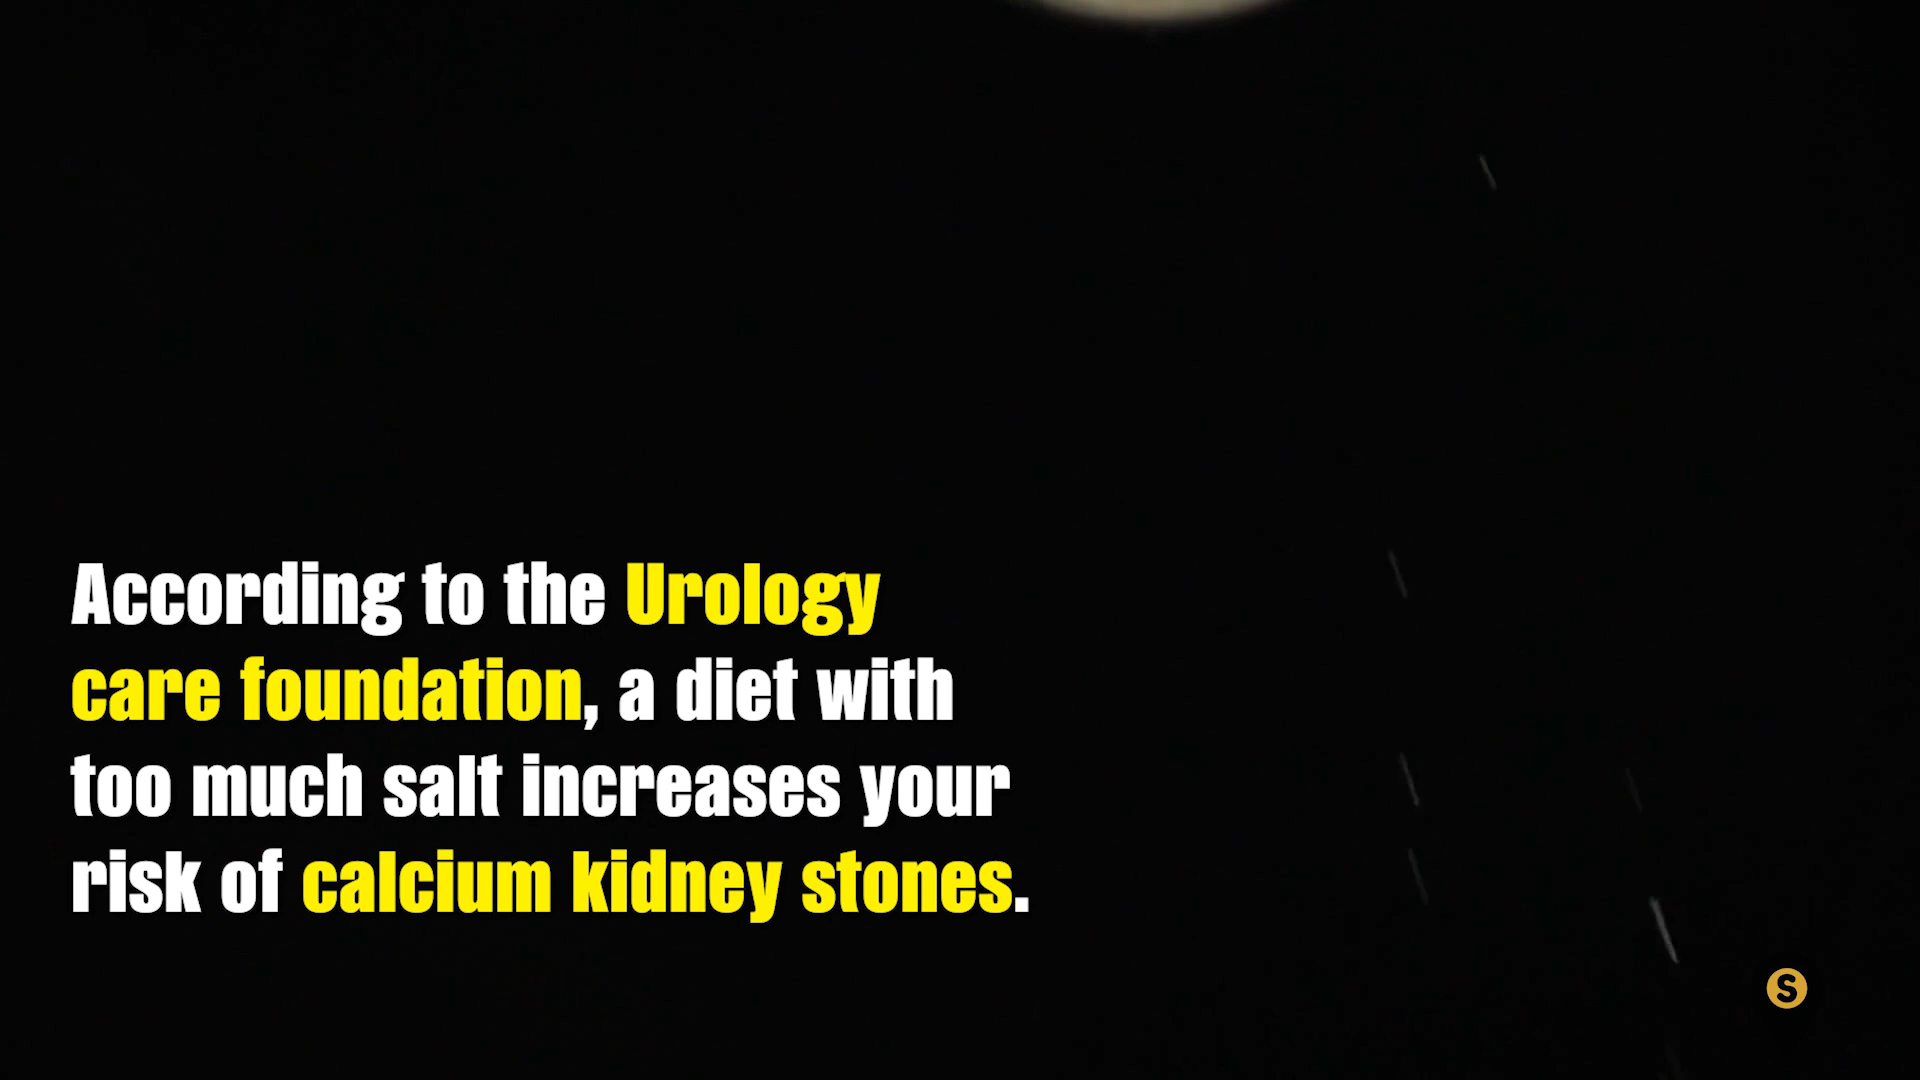 According to the Urology
care foundation, a diet with
too much salt increases your
risk of calcium kidney stones.
S